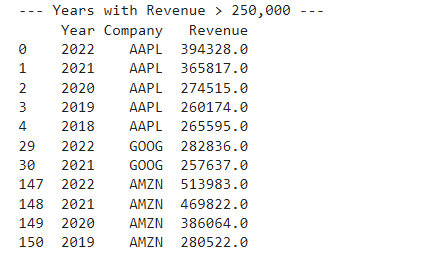 --- Years with Revenue > 250,000 ---
Year Company Revenue
0 2022 AAPL 394328.0
1 2021 AAPL 365817.0
2 2020 AAPL 274515.0
3 2019 AAPL 260174.0
4 2018 AAPL 265595.0
29 2022 GOOG 282836.0
30 2021 GOOG 257637.0
147 2022 AMZN 513983.0
148 2021 AMZN 469822.0
149 2020 AMZN 386064.0
150 2019 AMZN 280522.0